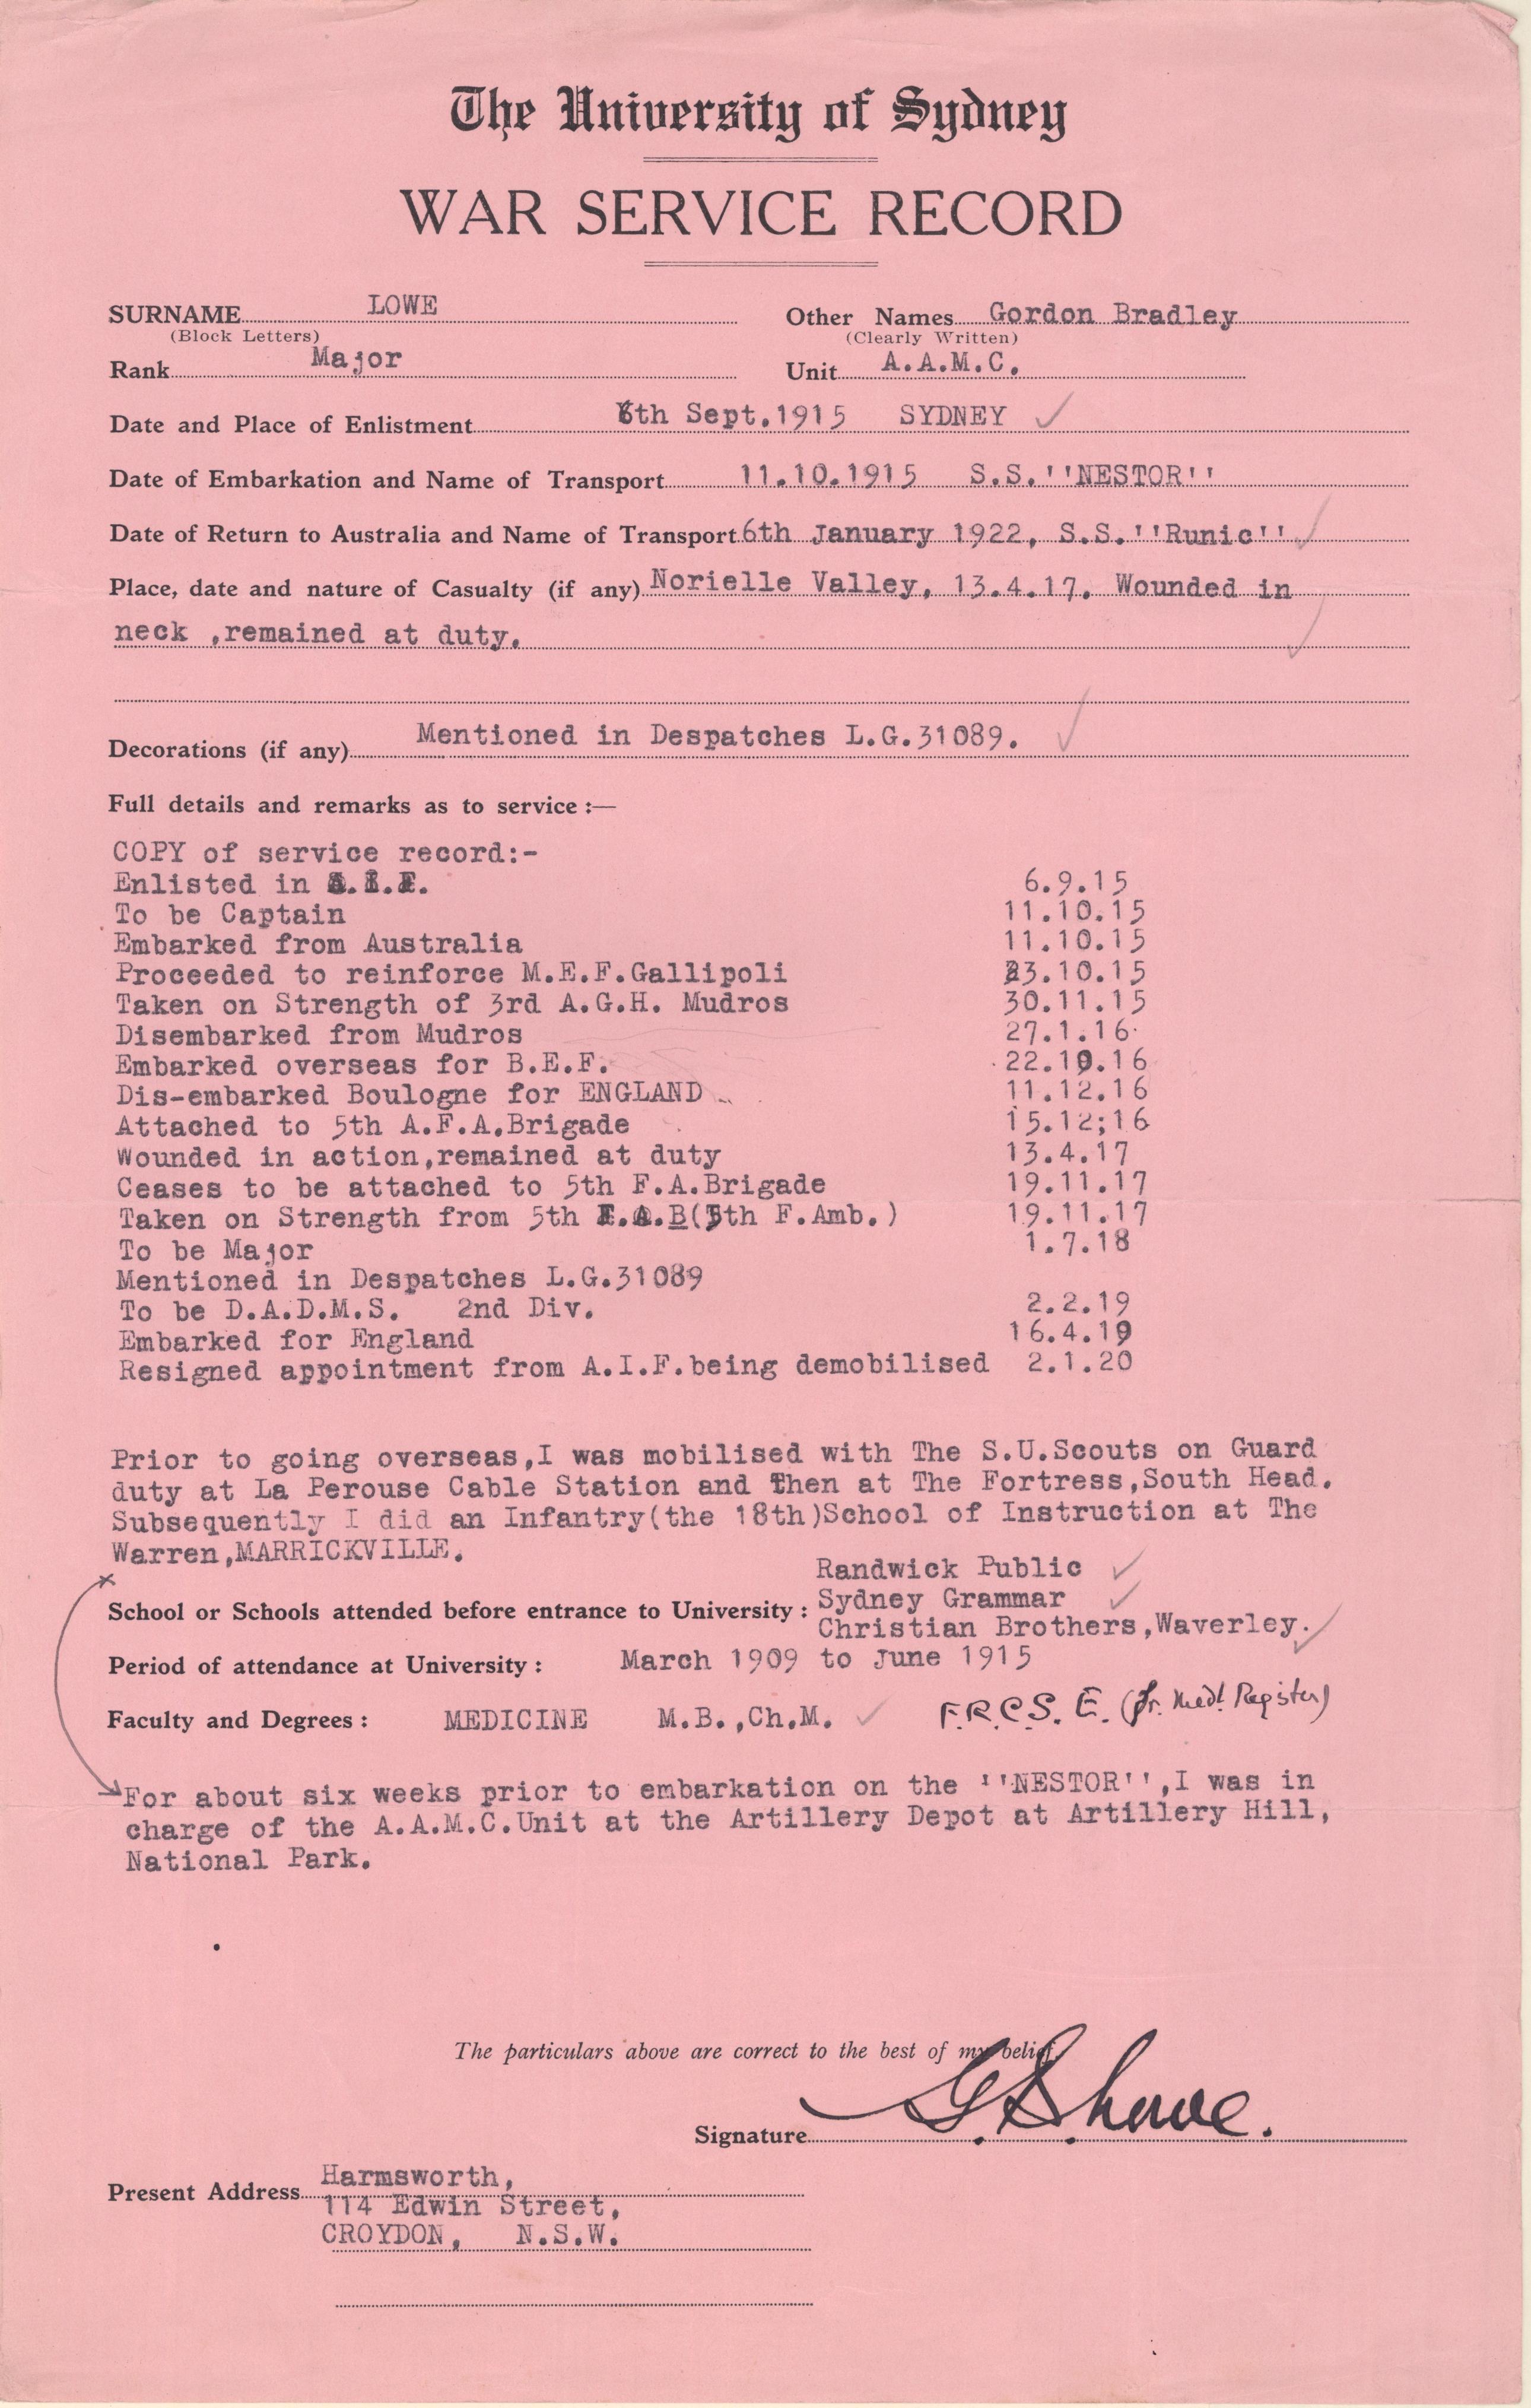 The University of Sydney
WAR SERVICE RECORD
SURNAME LOWE Other Names Gordon Bradley
(Block Letters) (Clearly Written)
Rank Major Unit A.A.M.C.
Date and Place of Enlistment 6th Sept.1915 SYDNEY ✓
Date of Embarkation and Name of Transport 11.10.1915 S.S.''NESTOR''
Date of Return to Australia and Name of Transport 6th January 1922, S.S.''Runic'' ✓
Place, date and nature of Casualty (if any) Norielle Valley, 13.4.17. Wounded in
neck ,remained at duty. ✓
Decorations (if any) Mentioned in Despatches L.G.31089. ✓
Full details and remarks as to service :—
COPY of service record:-
Enlisted in A.I.F. 6.9.15
To be Captain 11.10.15
Embarked from Australia 11.10.15
Proceeded to reinforce M.E.F.Gallipoli 23.10.15
Taken on Strength of 3rd A.G.H. Mudros 30.11.15
Disembarked from Mudros 27.1.16
Embarked overseas for B.E.F. 22.10.16
Dis-embarked Boulogne for ENGLAND 11.12.16
Attached to 5th A.F.A.Brigade 15.12;16
Wounded in action,remained at duty 13.4.17
Ceases to be attached to 5th F.A.Brigade 19.11.17
Taken on Strength from 5th F.A.B(5th F.Amb.) 19.11.17
To be Major 1.7.18
Mentioned in Despatches L.G.31089
To be D.A.D.M.S. 2nd Div. 2.2.19
Embarked for England 16.4.19
Resigned appointment from A.I.F.being demobilised 2.1.20
Prior to going overseas,I was mobilised with The S.U.Scouts on Guard
duty at La Perouse Cable Station and then at The Fortress,South Head.
Subsequently I did an Infantry(the 18th)School of Instruction at The
Warren,MARRICKVILLE.
Randwick Public ✓
School or Schools attended before entrance to University : Sydney Grammar ✓
Christian Brothers,Waverley. ✓
Period of attendance at University : March 1909 to June 1915
Faculty and Degrees : MEDICINE M.B.,Ch.M. ✓ F.R.C.S. E. (fr. Medl. Register)
For about six weeks prior to embarkation on the ''NESTOR'',I was in
charge of the A.A.M.C.Unit at the Artillery Depot at Artillery Hill,
National Park.
The particulars above are correct to the best of my belief.
Signature G.B. Lowe.
Present Address Harmsworth,
114 Edwin Street,
CROYDON, N.S.W.